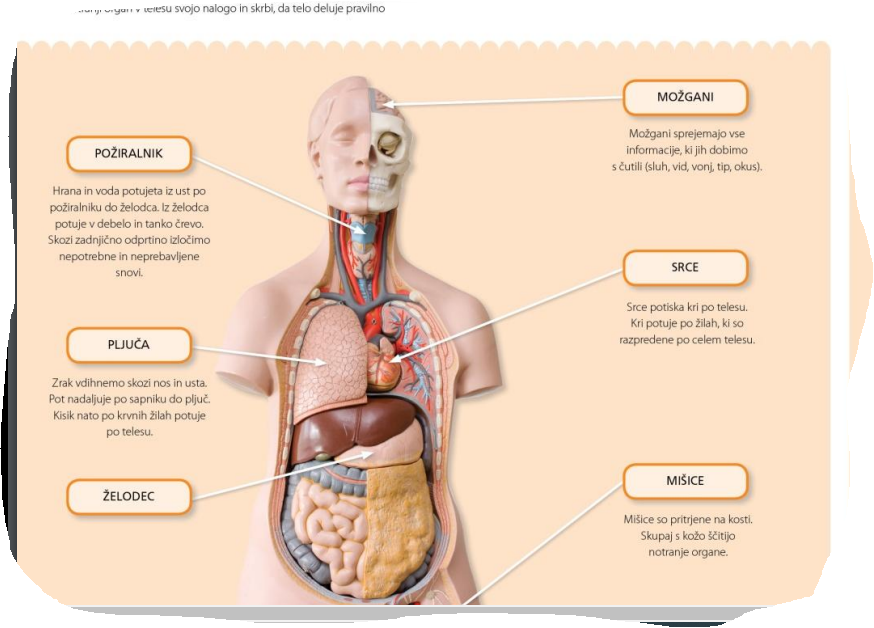 organ v telesu svojo nalogo in skrbi, da telo deluje pravilno
MOŽGANI
Možgani sprejemajo vse
informacije, ki jih dobimo
s čutili (sluh, vid, vonj, tip, okus).
POŽIRALNIK
Hrana in voda potujeta iz ust po
požiralniku do želodca. Iz želodca
potuje v debelo in tanko črevo.
Skozi zadnjično odprtino izločimo
nepotrebne in neprebavljene
snovi.
SRCE
Srce potiska kri po telesu.
Kri potuje po žilah, ki so
razpredene po celem telesu.
PLJUČA
Zrak vdihnemo skozi nos in usta.
Pot nadaljuje po sapniku do pljuč.
Kisik nato po krvnih žilah potuje
po telesu.
ŽELODEC
MIŠICE
Mišice so pritrjene na kosti.
Skupaj s kožo ščitijo
notranje organe.